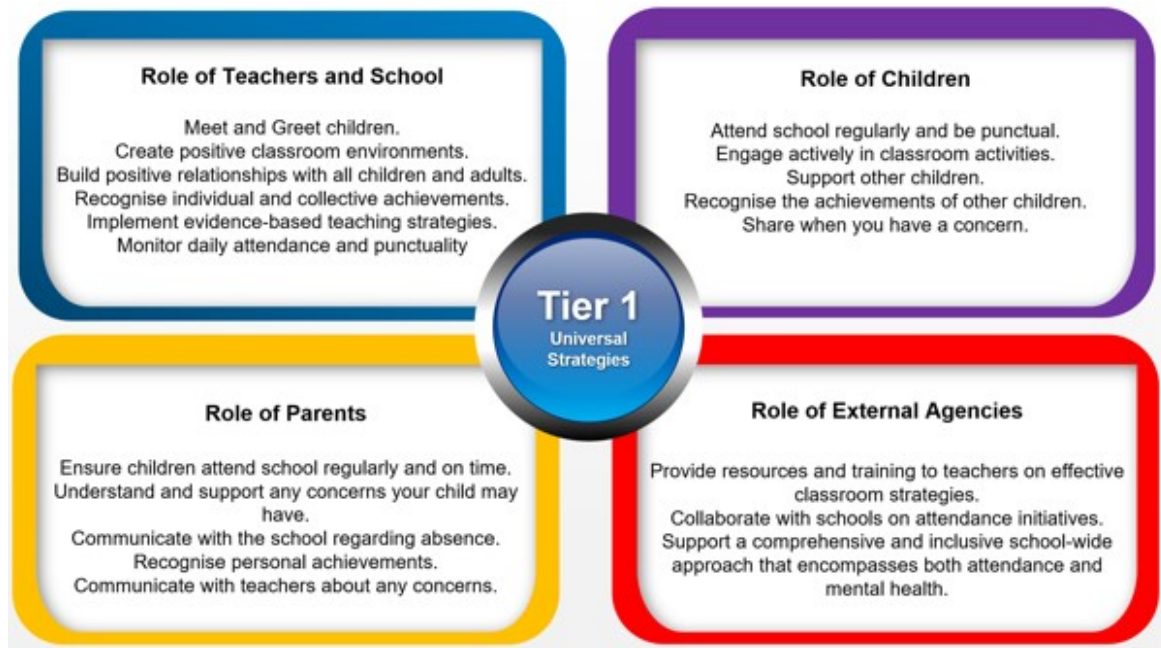 Role of Teachers and School
Meet and Greet children.
Create positive classroom environments.
Build positive relationships with all children and adults.
Recognise individual and collective achievements.
Implement evidence-based teaching strategies.
Monitor daily attendance and punctuality
Role of Children
Attend school regularly and be punctual.
Engage actively in classroom activities.
Support other children.
Recognise the achievements of other children.
Share when you have a concern.
Tier 1
Universal
Strategies
Role of Parents
Ensure children attend school regularly and on time.
Understand and support any concerns your child may
have.
Communicate with the school regarding absence.
Recognise personal achievements.
Communicate with teachers about any concerns.
Role of External Agencies
Provide resources and training to teachers on effective
classroom strategies.
Collaborate with schools on attendance initiatives.
Support a comprehensive and inclusive school-wide
approach that encompasses both attendance and
mental health.